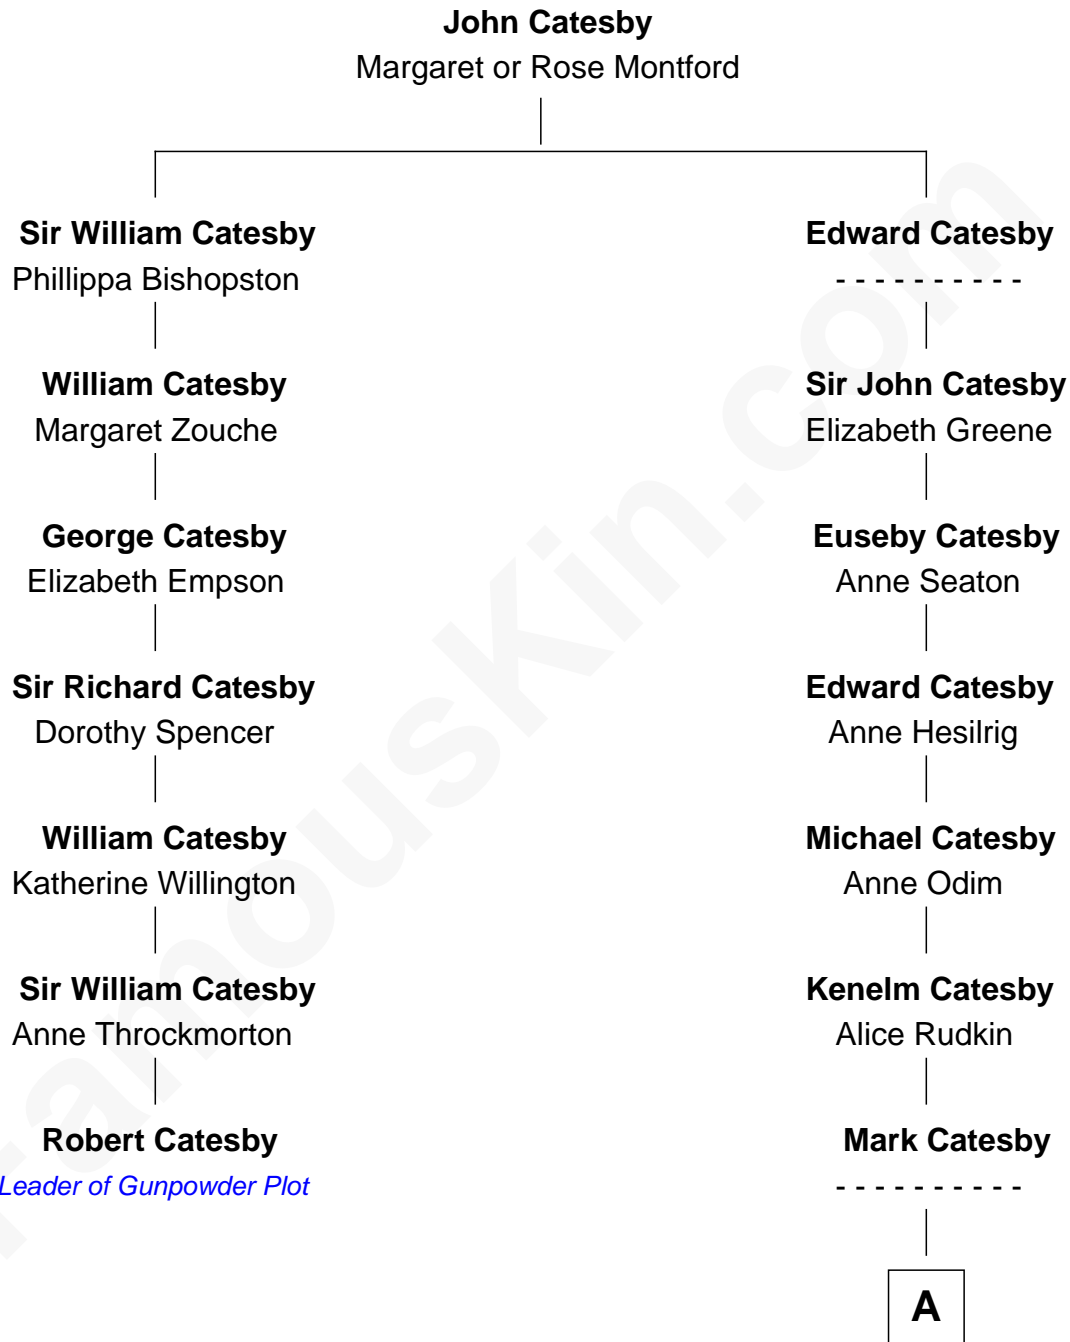 John Catesby
Margaret or Rose Montford
Sir William Catesby
Phillippa Bishopston
William Catesby
Margaret Zouche
George Catesby
Elizabeth Empson
Sir Richard Catesby
Dorothy Spencer
William Catesby
Katherine Willington
Sir William Catesby
Anne Throckmorton
Robert Catesby
Leader of Gunpowder Plot
Edward Catesby
- - - - - - - - - -
Sir John Catesby
Elizabeth Greene
Euseby Catesby
Anne Seaton
Edward Catesby
Anne Hesilrig
Michael Catesby
Anne Odim
Kenelm Catesby
Alice Rudkin
Mark Catesby
- - - - - - - - - -
A
FamousKin.com